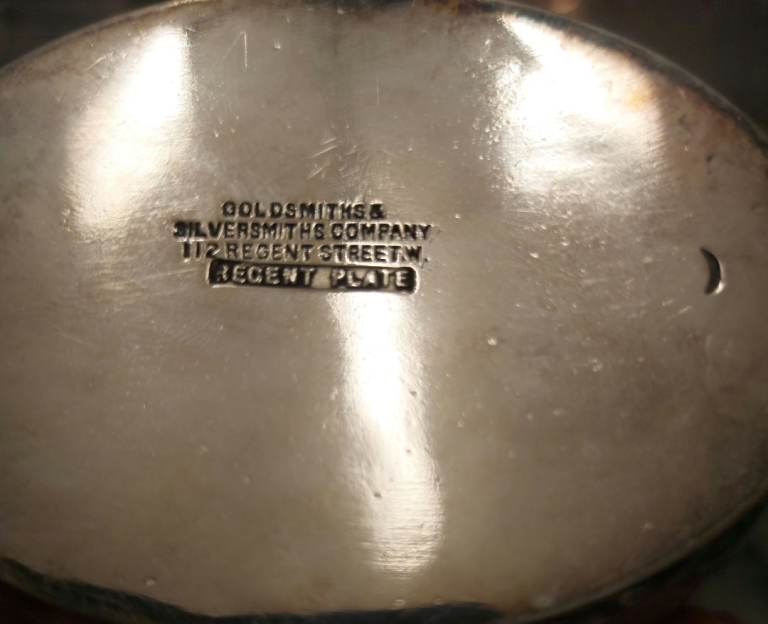 GOLDSMITHS &
SILVERSMITHS COMPANY
112 REGENT STREET.W.
REGENT PLATE